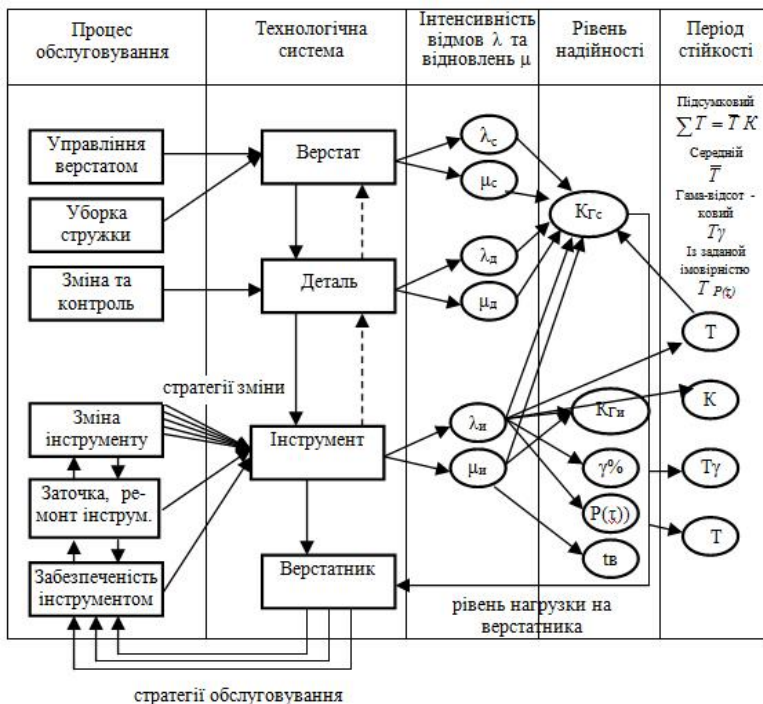 Процес
обслуговування
Технологічна
система
Інтенсивність
відмов λ та
відновлень μ
Рівень
надійності
Період
стійкості
Управління
верстатом
Уборка
стружки
Зміна та
контроль
стратегії зміни
Зміна
інструменту
Заточка, ре-
монт інструм.
Забезпеченість
інструментом
Верстат
Деталь
Інструмент
Верстатник
λс
μс
λд
μд
λи
μи
КГс
КГи
γ%
P(τ))
tв
рівень нагрузки на
верстатника
Підсумковий
∑T = T̅ K
Середній
T̅
Гама-відсот -
ковий
Tγ
Із заданой
імовірністю
T P(τ)
T
K
Tγ
T
стратегії обслуговування